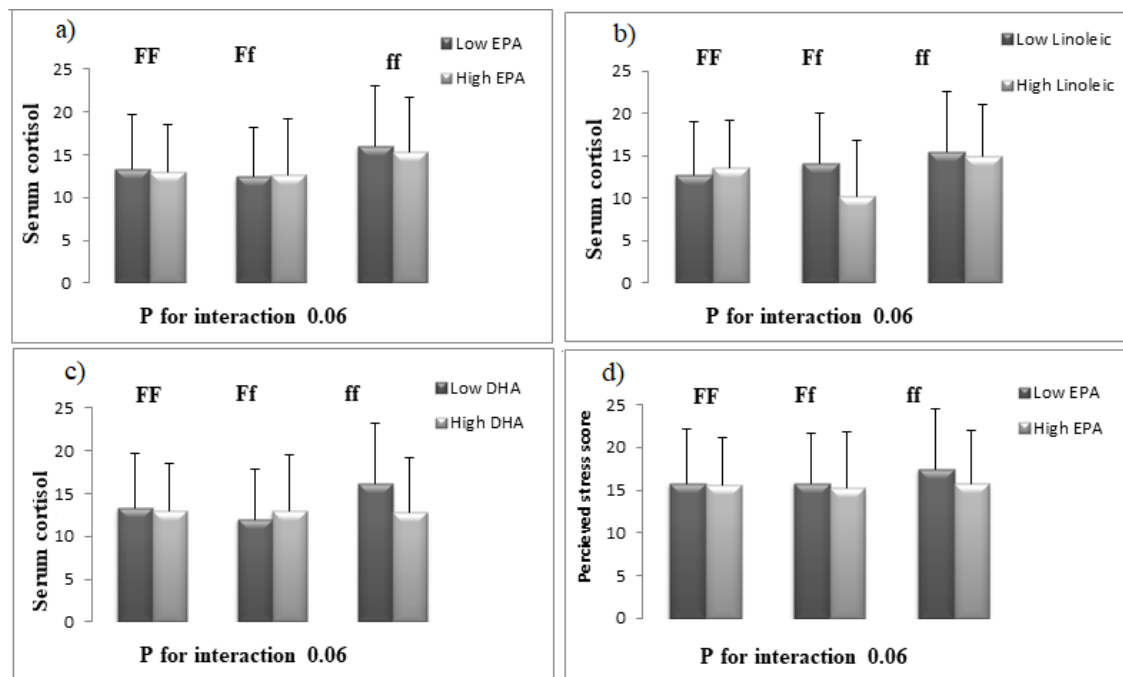 a)
FF Ff ff
Low EPA
High EPA
Serum cortisol
25
20
15
10
5
0
P for interaction 0.06
b)
FF Ff ff
Low Linoleic
High Linoleic
Serum cortisol
25
20
15
10
5
0
P for interaction 0.06
c)
FF Ff ff
Low DHA
High DHA
Serum cortisol
25
20
15
10
5
0
P for interaction 0.06
d)
FF Ff ff
Low EPA
High EPA
Percieved stress score
25
20
15
10
5
0
P for interaction 0.06